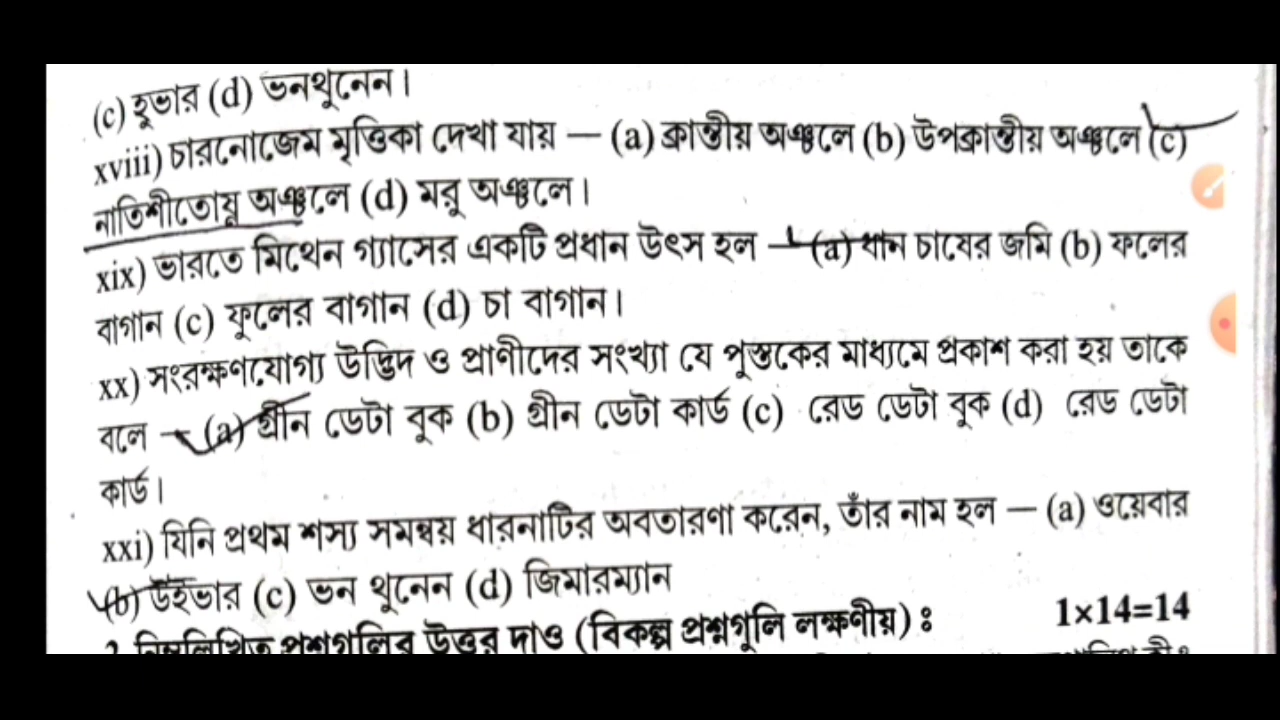 (c) হুভার (d) ভনথুনেন।
xviii) চারনোজেম মৃত্তিকা দেখা যায় — (a) ক্রান্তীয় অঞ্চলে (b) উপক্রান্তীয় অঞ্চলে (c)
নাতিশীতোষ্ণ অঞ্চলে (d) মরু অঞ্চলে।
xix) ভারতে মিথেন গ্যাসের একটি প্রধান উৎস হল — (a) ধান চাষের জমি (b) ফলের
বাগান (c) ফুলের বাগান (d) চা বাগান।
xx) সংরক্ষণযোগ্য উদ্ভিদ ও প্রাণীদের সংখ্যা যে পুস্তকের মাধ্যমে প্রকাশ করা হয় তাকে
বলে — (a) গ্রীন ডেটা বুক (b) গ্রীন ডেটা কার্ড (c) রেড ডেটা বুক (d) রেড ডেটা
কার্ড।
xxi) যিনি প্রথম শস্য সমন্বয় ধারনাটির অবতারণা করেন, তাঁর নাম হল — (a) ওয়েবার
(b) উইভার (c) ভন থুনেন (d) জিমারম্যান
2. নিম্নলিখিত প্রশ্নগুলির উত্তর দাও (বিকল্প প্রশ্নগুলি লক্ষণীয়) : 1×14=14